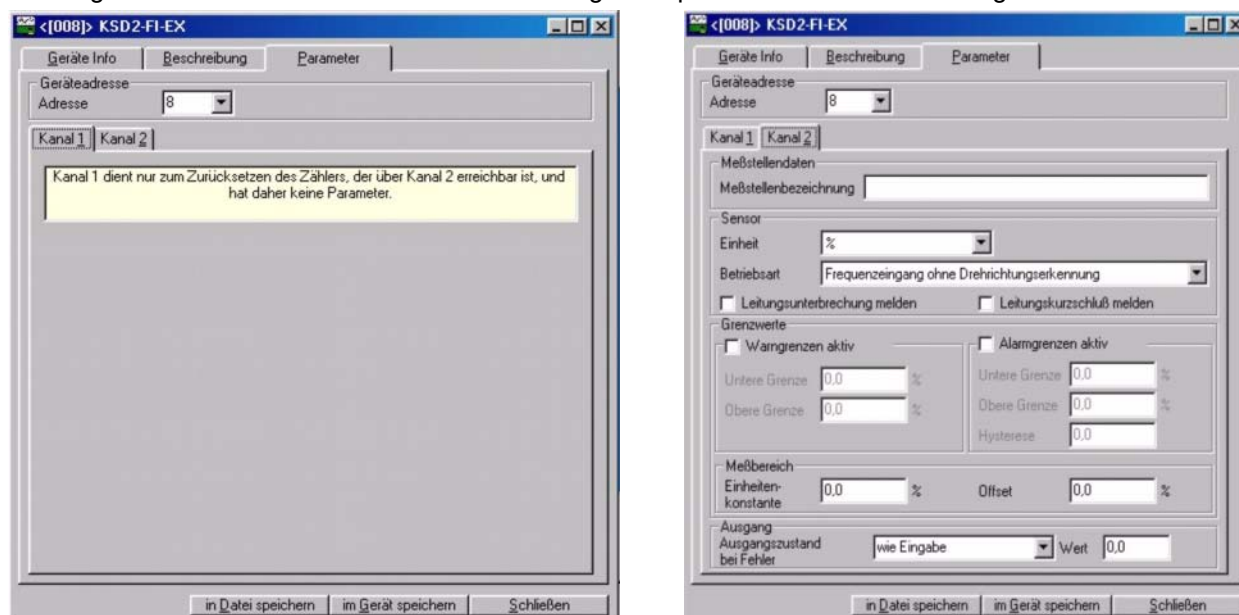 <[008]> KSD2-FI-EX
Geräte Info Beschreibung Parameter
Geräteadresse
Adresse 8
Kanal 1 Kanal 2
Kanal 1 dient nur zum Zurücksetzen des Zählers, der über Kanal 2 erreichbar ist, und
hat daher keine Parameter.
in Datei speichern im Gerät speichern Schließen
<[008]> KSD2-FI-EX
Geräte Info Beschreibung Parameter
Geräteadresse
Adresse 8
Kanal 1 Kanal 2
Meßstellendaten
Meßstellenbezeichnung
Sensor
Einheit %
Betriebsart Frequenzeingang ohne Drehrichtungserkennung
Leitungsunterbrechung melden Leitungskurzschluß melden
Grenzwerte
Warngrenzen aktiv Alarmgrenzen aktiv
Untere Grenze 0,0 % Untere Grenze 0,0 %
Obere Grenze 0,0 % Obere Grenze 0,0 %
Hysterese 0,0
Meßbereich
Einheiten-
konstante 0,0 % Offset 0,0 %
Ausgang
Ausgangszustand
bei Fehler wie Eingabe Wert 0,0
in Datei speichern im Gerät speichern Schließen